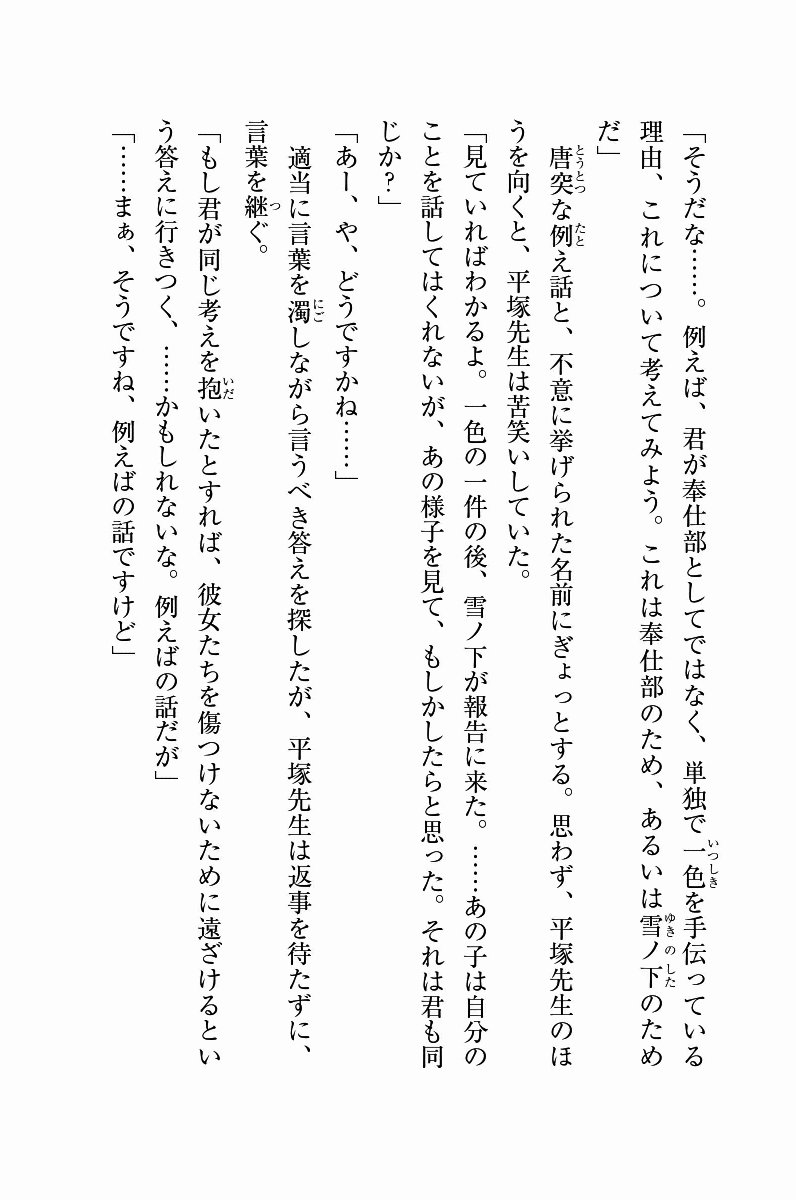 「そうだな……。例えば、君が奉仕部としてではなく、単独で一色を手伝っている
理由、これについて考えてみよう。これは奉仕部のため、あるいは雪ノ下のため
だ」
　唐突な例え話と、不意に挙げられた名前にぎょっとする。思わず、平塚先生のほ
うを向くと、平塚先生は苦笑いしていた。
「見ていればわかるよ。一色の一件の後、雪ノ下が報告に来た。……あの子は自分の
ことを話してはくれないが、あの様子を見て、もしかしたらと思った。それは君も同
じか?」
「あー、や、どうですかね……」
　適当に言葉を濁しながら言うべき答えを探したが、平塚先生は返事を待たずに、
言葉を継ぐ。
「もし君が同じ考えを抱いたとすれば、彼女たちを傷つけないために遠ざけるとい
う答えに行きつく、……かもしれないな。例えばの話だが」
「……まぁ、そうですね、例えばの話ですけど」